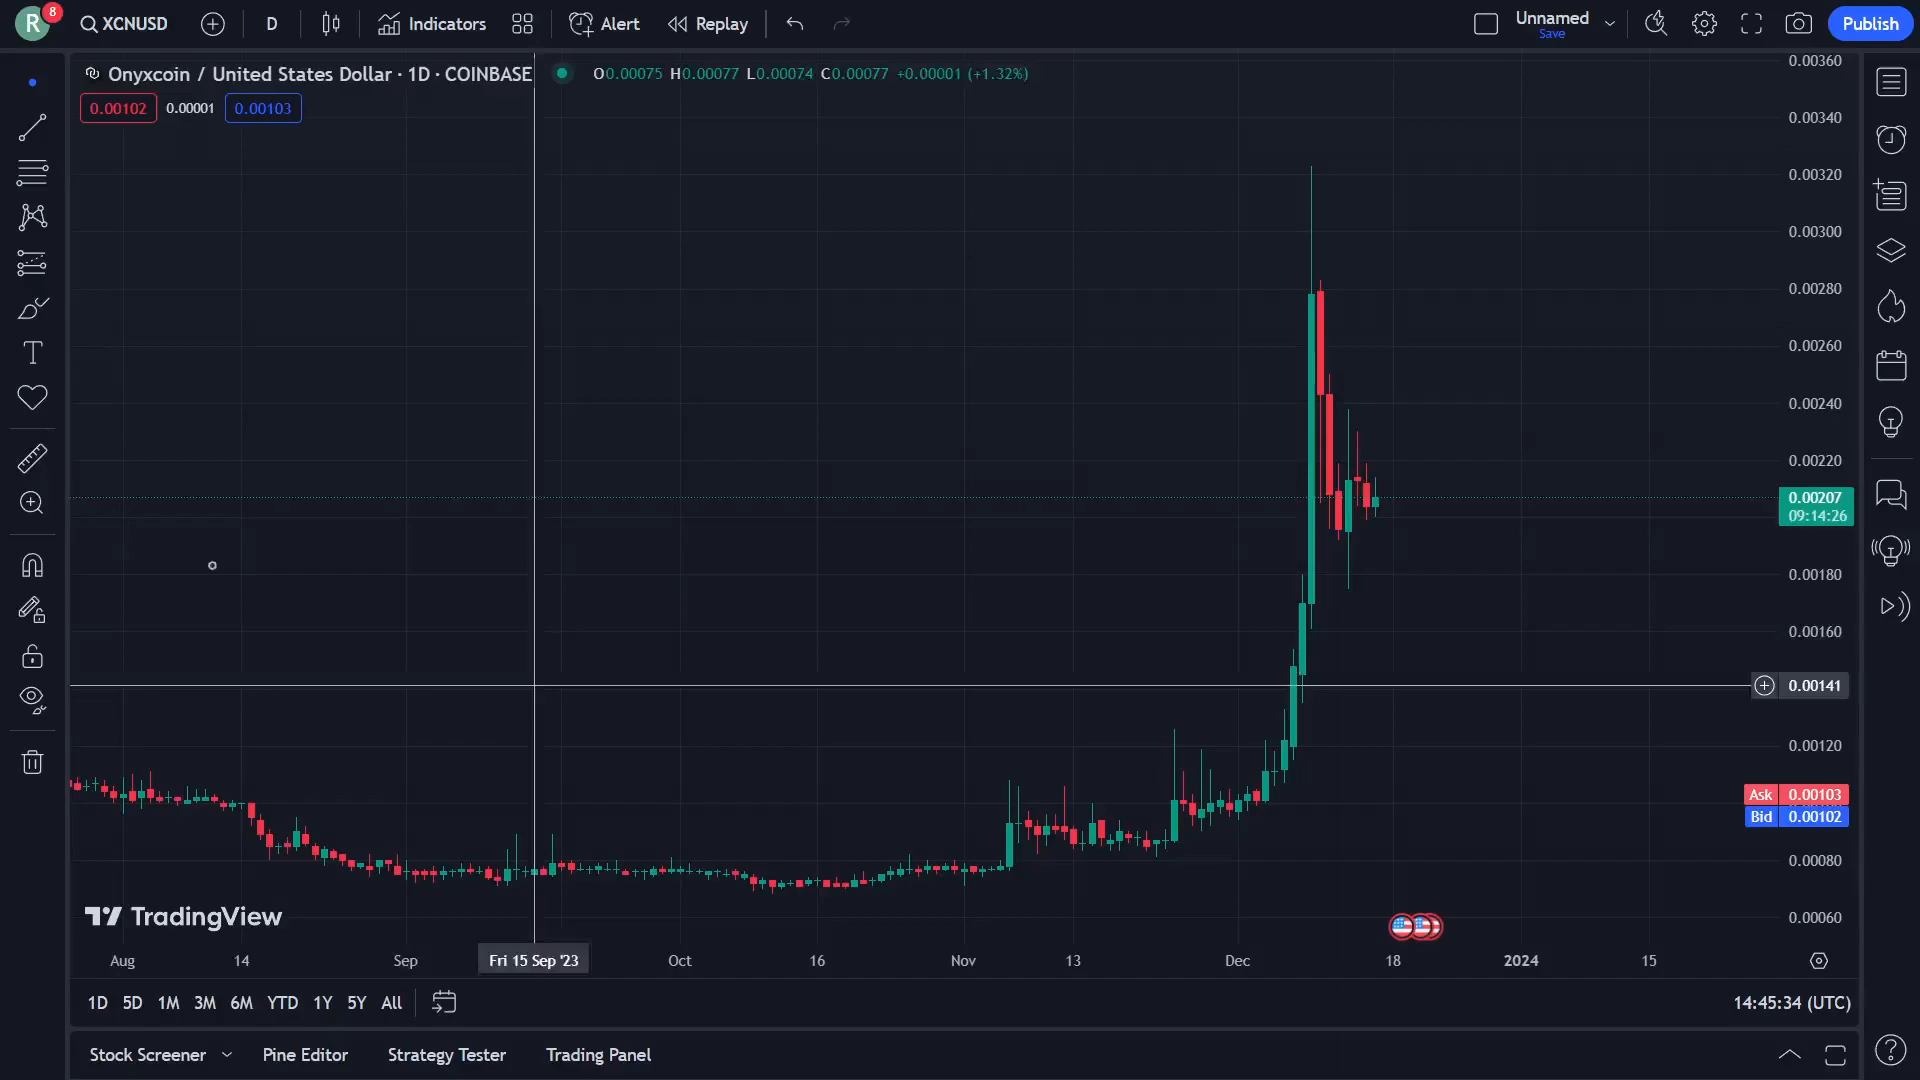 R 8 XCNUSD D Indicators Alert Replay Unnamed Save Publish
Onyxcoin / United States Dollar · 1D · COINBASE O0.00075 H0.00077 L0.00074 C0.00077 +0.00001 (+1.32%)
0.00102 0.00001 0.00103
0.00360
0.00340
0.00320
0.00300
0.00280
0.00260
0.00240
0.00220
0.00207
09:14:26
0.00180
0.00160
0.00141
0.00120
Ask 0.00103
Bid 0.00102
0.00080
0.00060
TradingView
Aug 14 Sep Fri 15 Sep '23 Oct 16 Nov 13 Dec 18 2024 15
1D 5D 1M 3M 6M YTD 1Y 5Y All 14:45:34 (UTC)
Stock Screener Pine Editor Strategy Tester Trading Panel